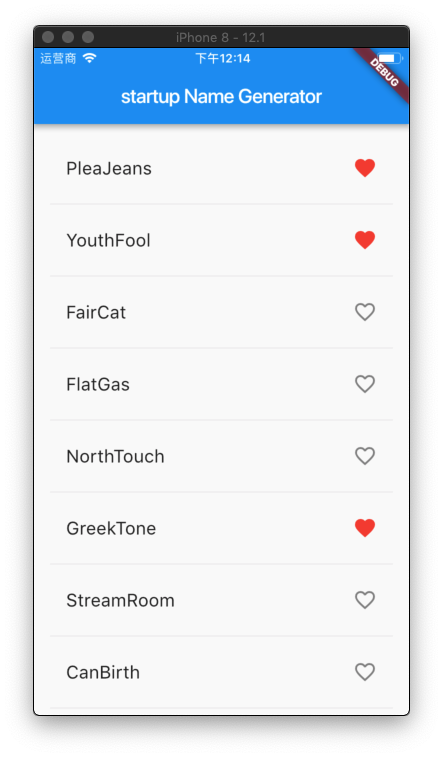 iPhone 8 - 12.1
运营商 下午12:14
DEBUG
startup Name Generator
PleaJeans
YouthFool
FairCat
FlatGas
NorthTouch
GreekTone
StreamRoom
CanBirth